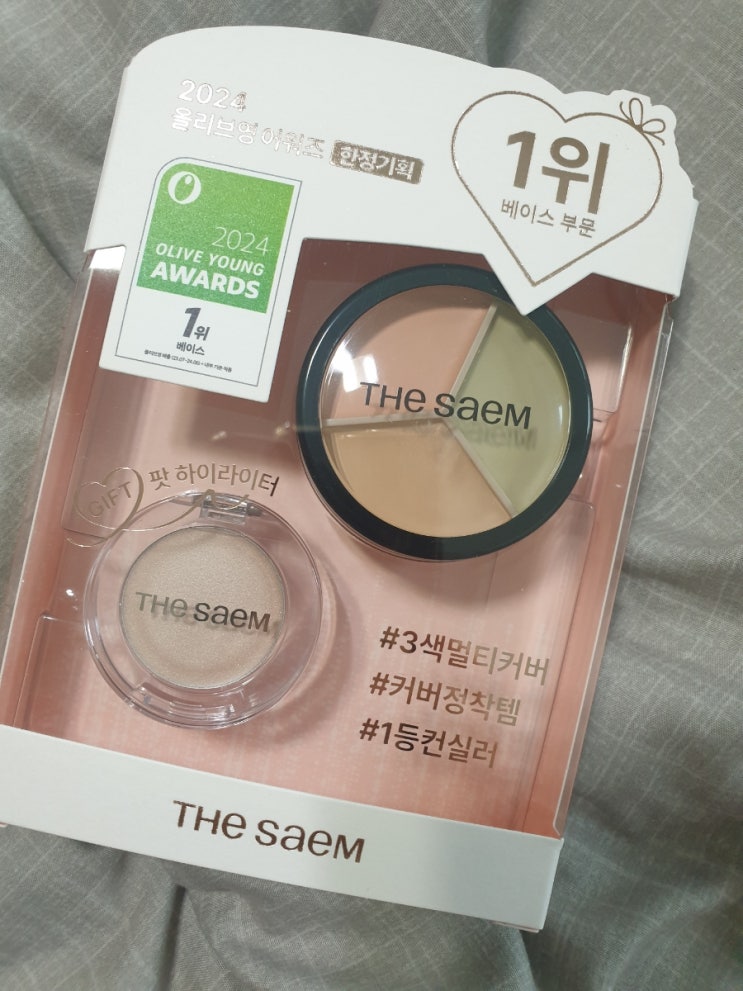 2024
올리브영 어워즈 한정기획
1위
베이스 부문
2024
OLIVE YOUNG
AWARDS
1위
베이스
THE SAEM
GIFT 팟 하이라이터
THE SAEM
#3색멀티커버
#커버정착템
#1등컨실러
THE SAEM